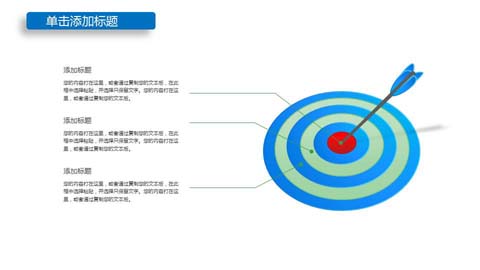 单击添加标题
添加标题
您的内容打在这里，或者通过复制您的文本后，在此
框中选择粘贴，并选择只保留文字。您的内容打在这
里，或者通过复制您的文本后。
添加标题
您的内容打在这里，或者通过复制您的文本后，在此
框中选择粘贴，并选择只保留文字。您的内容打在这
里，或者通过复制您的文本后。
添加标题
您的内容打在这里，或者通过复制您的文本后，在此
框中选择粘贴，并选择只保留文字。您的内容打在这
里，或者通过复制您的文本后。